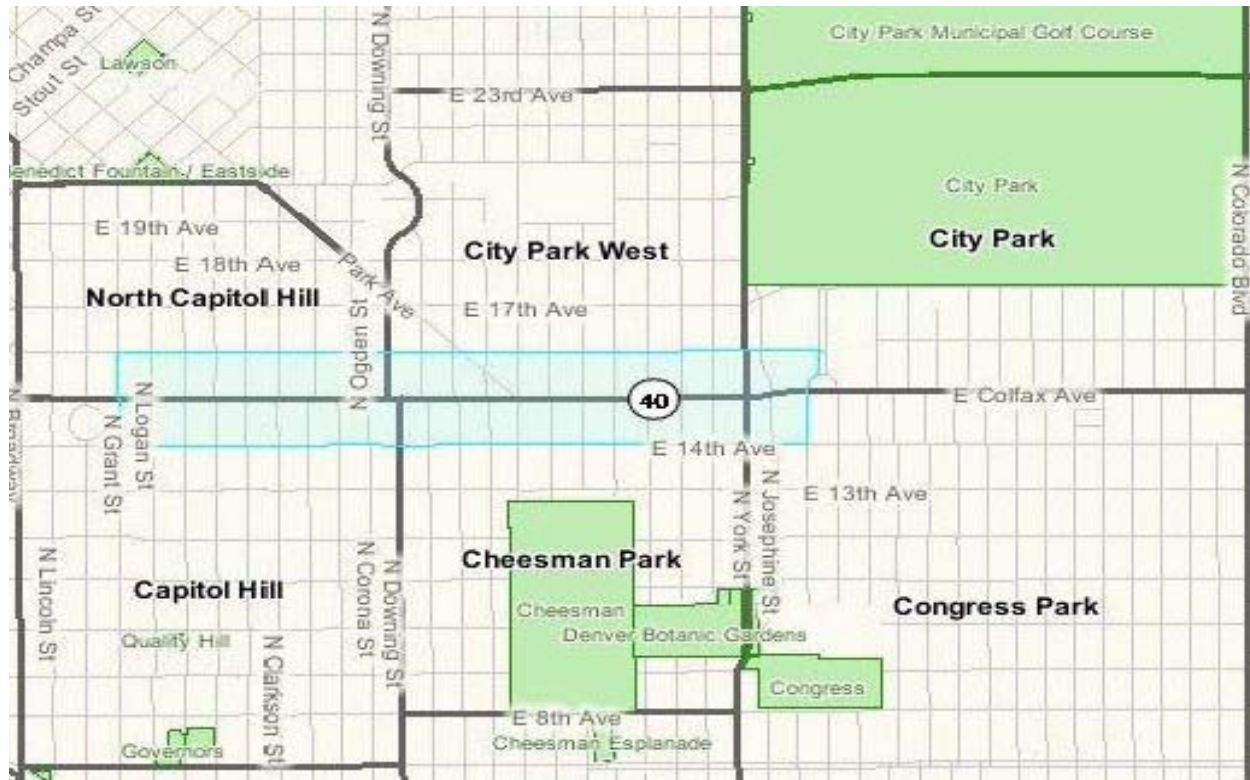 Champa St
Stout St
Lawson
N Downing St
City Park Municipal Golf Course
E 23rd Ave
enedict Fountain / Eastside
City Park
N Colorado Blvd
E 19th Ave
City Park West
City Park
E 18th Ave
Park Ave
North Capitol Hill
N Ogden St
E 17th Ave
N Logan St
40
E Colfax Ave
N Grant St
E 14th Ave
N York St
N Josephine St
E 13th Ave
N Lincoln St
N Corona St
N Downing St
Cheesman Park
Capitol Hill
Cheesman
Congress Park
Quality Hill
Denver Botanic Gardens
N Clarkson St
Congress
E 8th Ave
Governors
Cheesman Esplanade